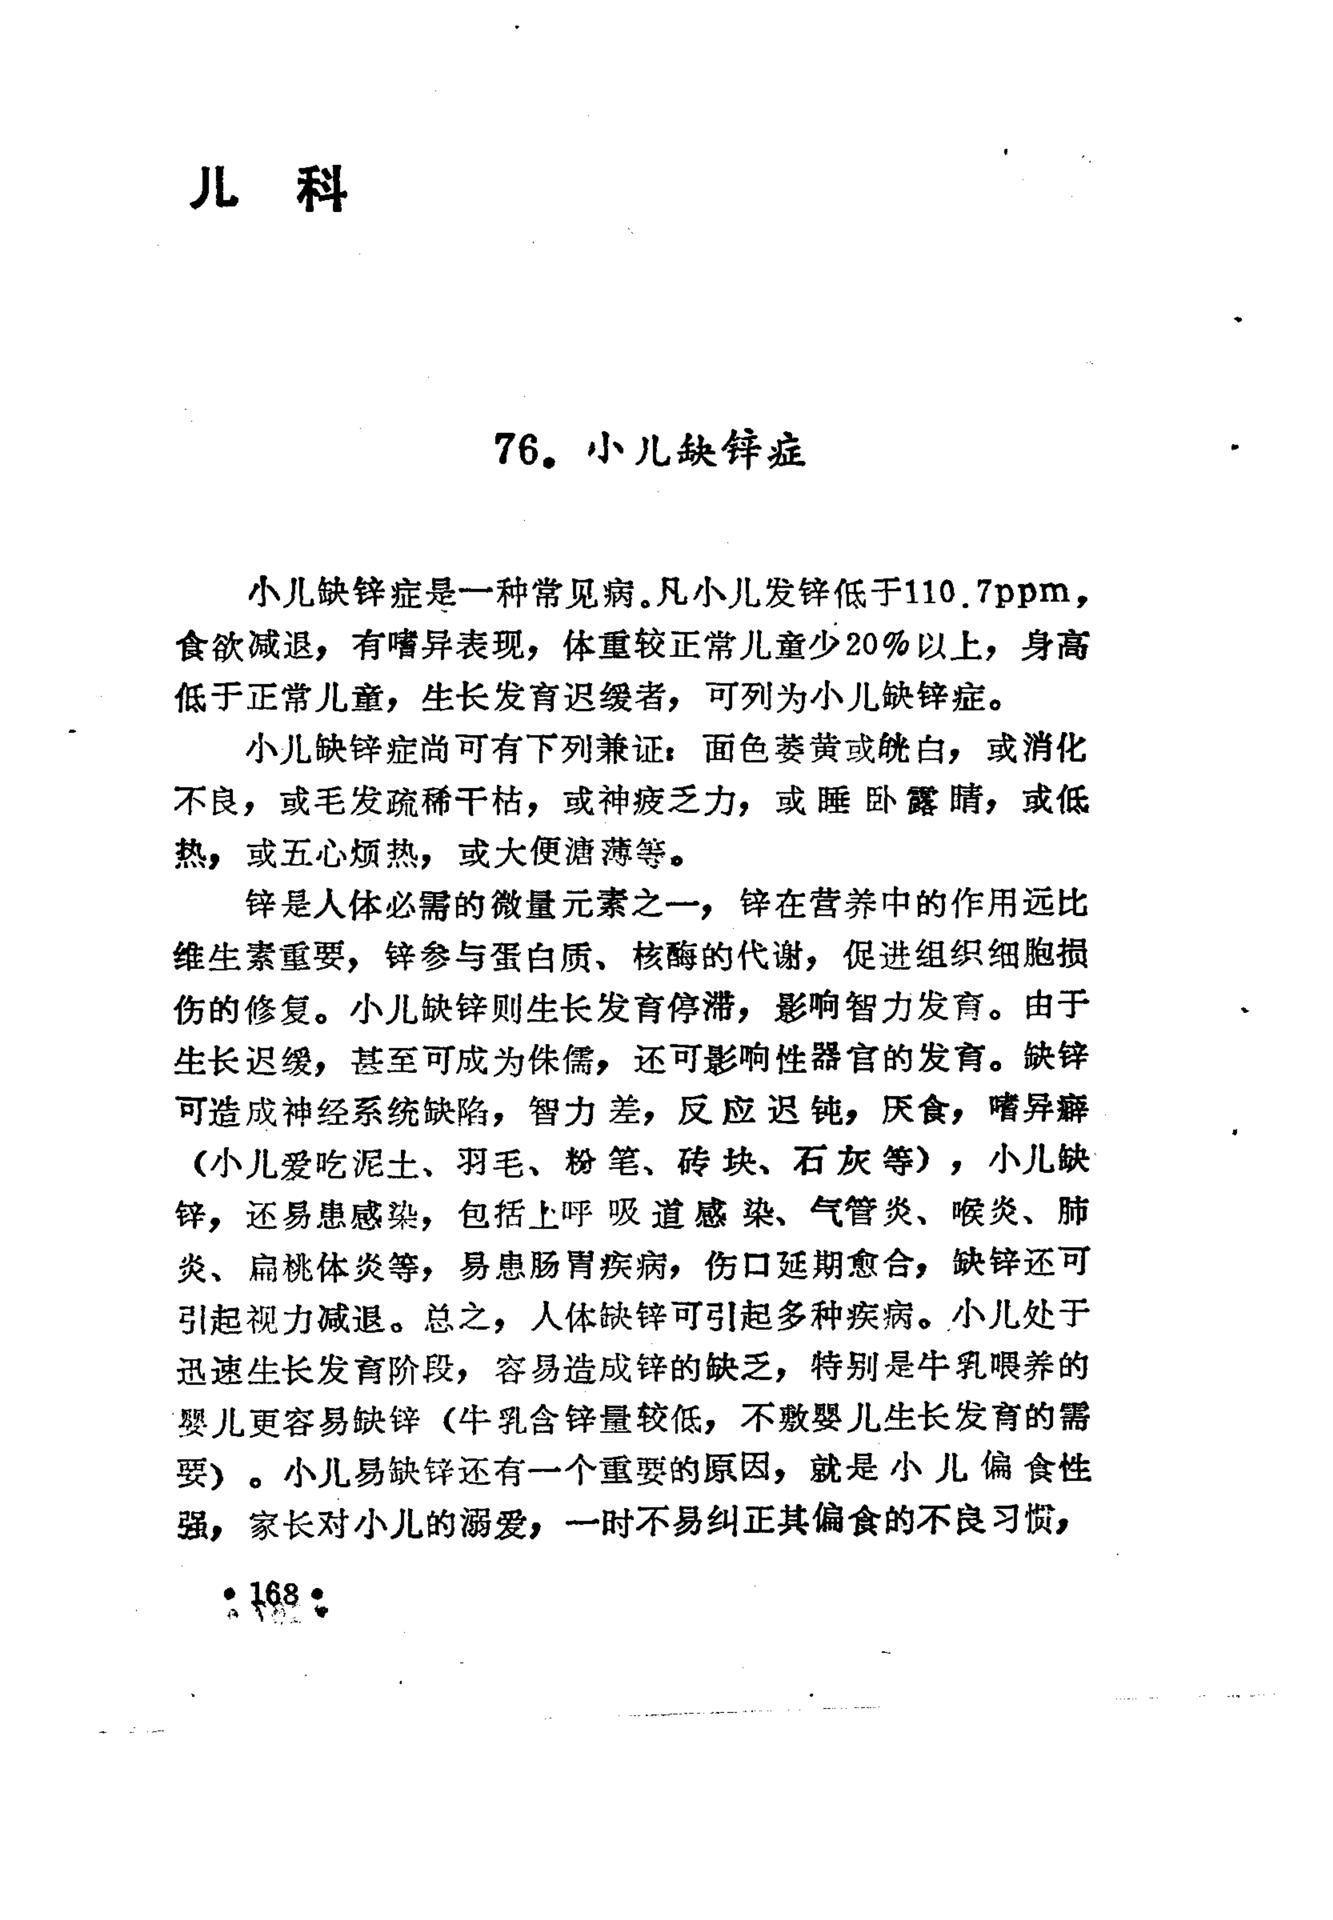 儿 科
76. 小儿缺锌症
小儿缺锌症是一种常见病。凡小儿发锌低于110.7ppm，
食欲减退，有嗜异表现，体重较正常儿童少20%以上，身高
低于正常儿童，生长发育迟缓者，可列为小儿缺锌症。
小儿缺锌症尚可有下列兼证：面色萎黄或㿠白，或消化
不良，或毛发疏稀干枯，或神疲乏力，或睡卧露睛，或低
热，或五心烦热，或大便溏薄等。
锌是人体必需的微量元素之一，锌在营养中的作用远比
维生素重要，锌参与蛋白质、核酶的代谢，促进组织细胞损
伤的修复。小儿缺锌则生长发育停滞，影响智力发育。由于
生长迟缓，甚至可成为侏儒，还可影响性器官的发育。缺锌
可造成神经系统缺陷，智力差，反应迟钝，厌食，嗜异癖
（小儿爱吃泥土、羽毛、粉笔、砖块、石灰等），小儿缺
锌，还易患感染，包括上呼吸道感染、气管炎、喉炎、肺
炎、扁桃体炎等，易患肠胃疾病，伤口延期愈合，缺锌还可
引起视力减退。总之，人体缺锌可引起多种疾病。小儿处于
迅速生长发育阶段，容易造成锌的缺乏，特别是牛乳喂养的
婴儿更容易缺锌（牛乳含锌量较低，不敷婴儿生长发育的需
要）。小儿易缺锌还有一个重要的原因，就是小儿偏食性
强，家长对小儿的溺爱，一时不易纠正其偏食的不良习惯，
•168•